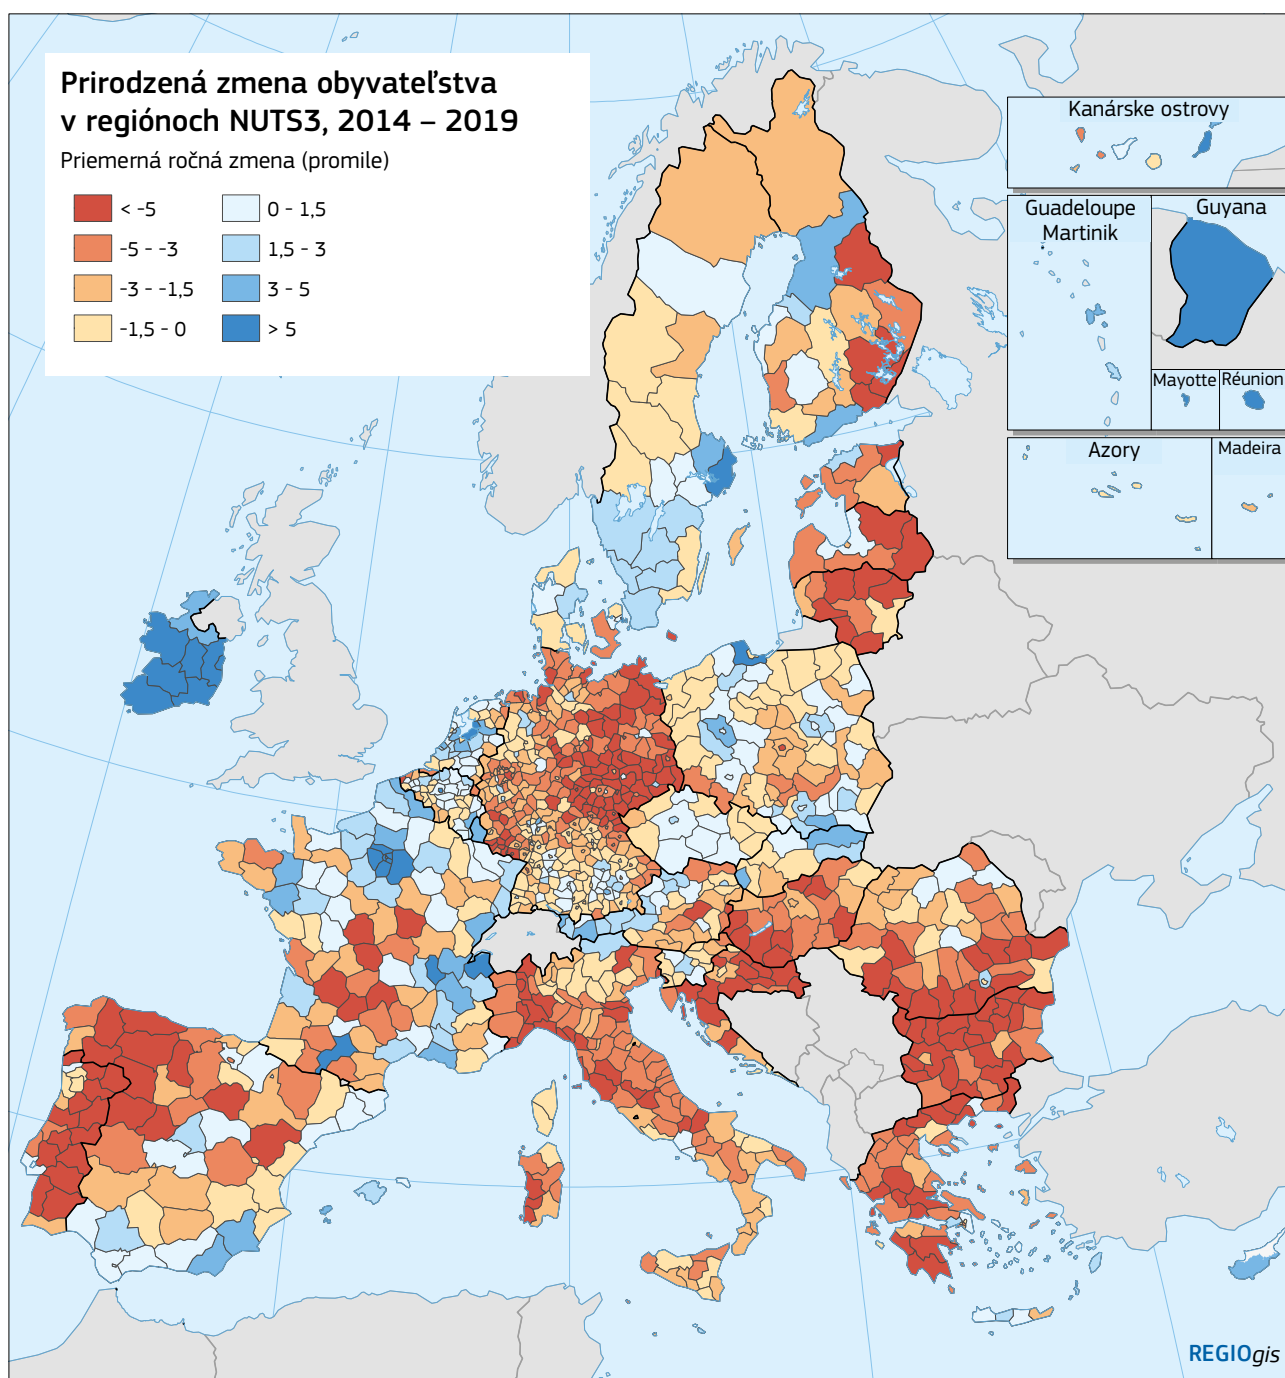 Prirodzená zmena obyvateľstva
v regiónoch NUTS3, 2014 – 2019
Priemerná ročná zmena (promile)
< -5
-5 - -3
-3 - -1,5
-1,5 - 0
0 - 1,5
1,5 - 3
3 - 5
> 5
Kanárske ostrovy
Guadeloupe
Martinik
Guyana
Mayotte
Réunion
Azory
Madeira
REGIOgis